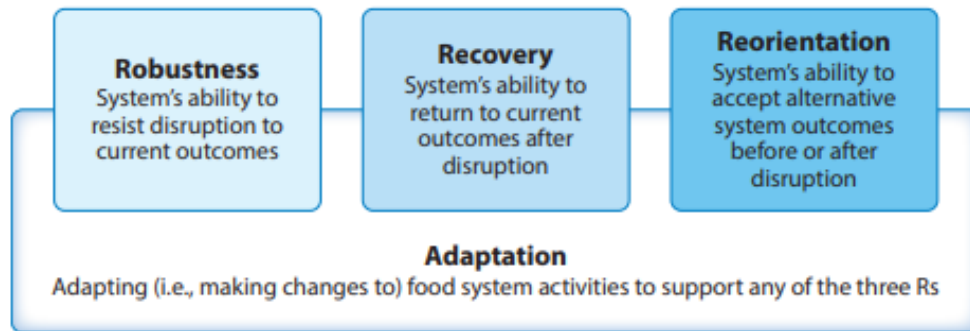 Robustness
System's ability to
resist disruption to
current outcomes
Recovery
System's ability to
return to current
outcomes after
disruption
Reorientation
System's ability to
accept alternative
system outcomes
before or after
disruption
Adaptation
Adapting (i.e., making changes to) food system activities to support any of the three Rs